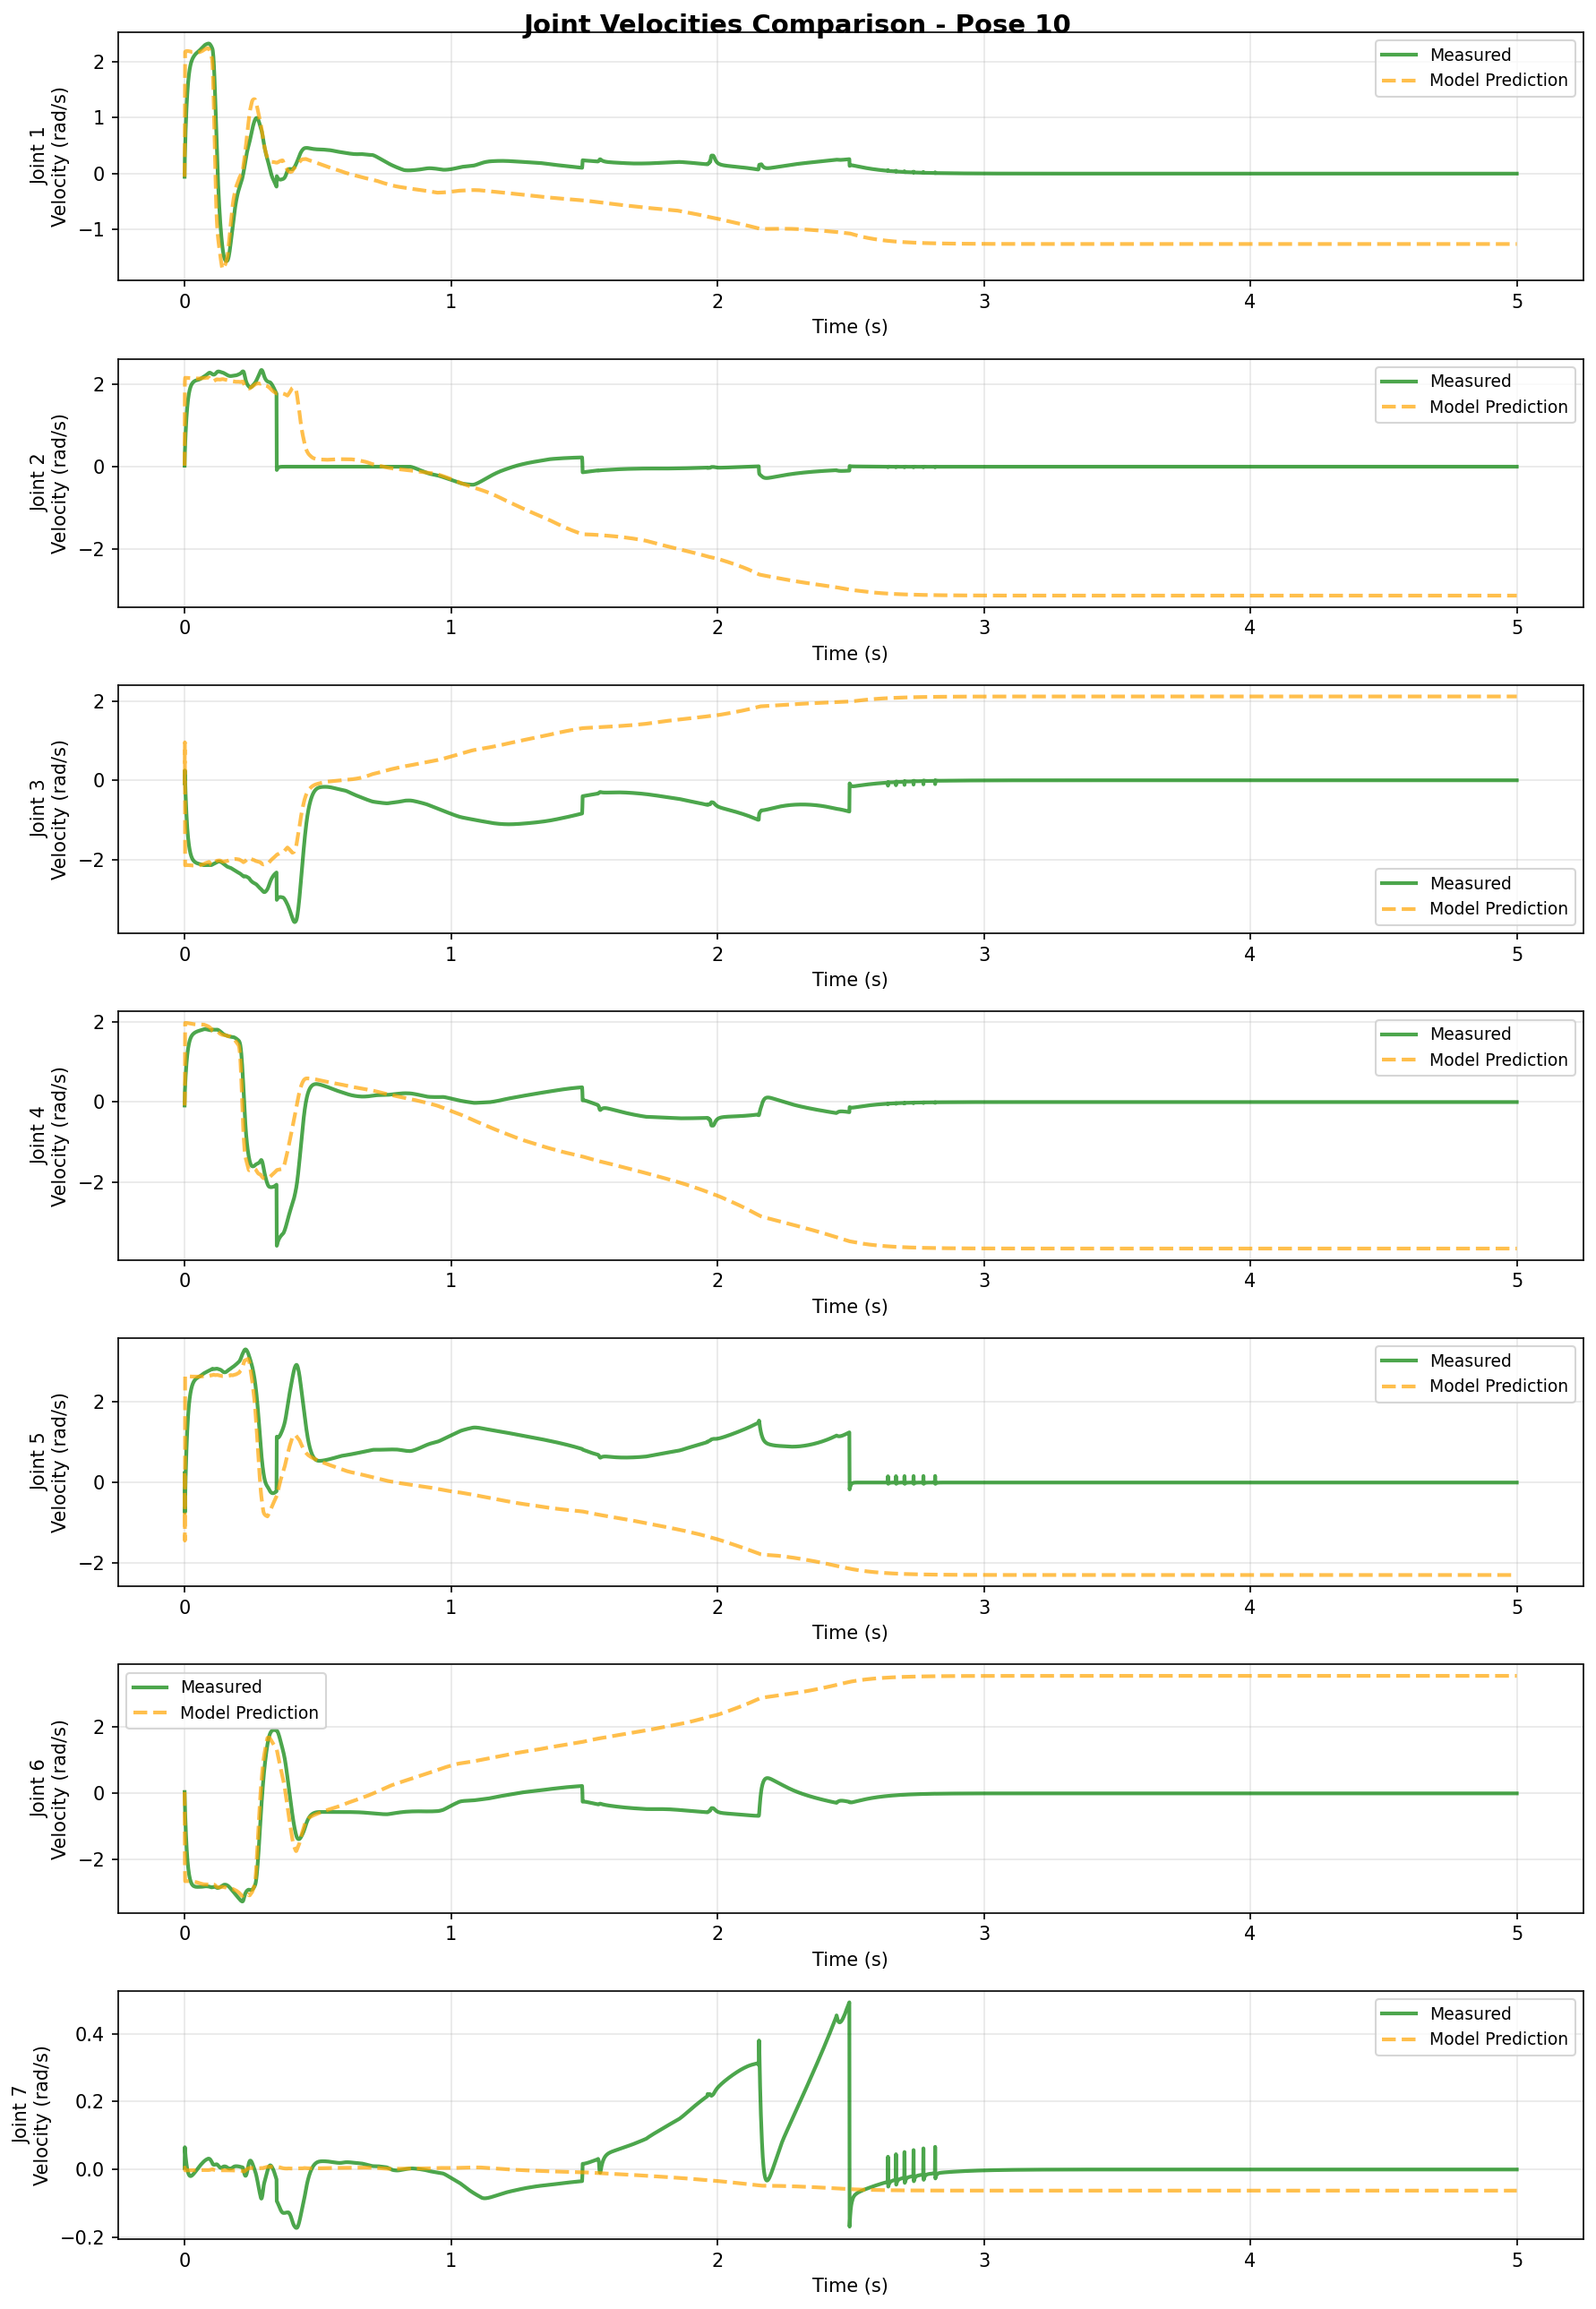 Joint Velocities Comparison - Pose 10
Joint 1
Velocity (rad/s)
2
1
0
−1
Measured
Model Prediction
0 1 2 3 4 5
Time (s)
Joint 2
Velocity (rad/s)
2
0
−2
Measured
Model Prediction
0 1 2 3 4 5
Time (s)
Joint 3
Velocity (rad/s)
2
0
−2
Measured
Model Prediction
0 1 2 3 4 5
Time (s)
Joint 4
Velocity (rad/s)
2
0
−2
Measured
Model Prediction
0 1 2 3 4 5
Time (s)
Joint 5
Velocity (rad/s)
2
0
−2
Measured
Model Prediction
0 1 2 3 4 5
Time (s)
Joint 6
Velocity (rad/s)
2
0
−2
Measured
Model Prediction
0 1 2 3 4 5
Time (s)
Joint 7
Velocity (rad/s)
0.4
0.2
0.0
−0.2
Measured
Model Prediction
0 1 2 3 4 5
Time (s)